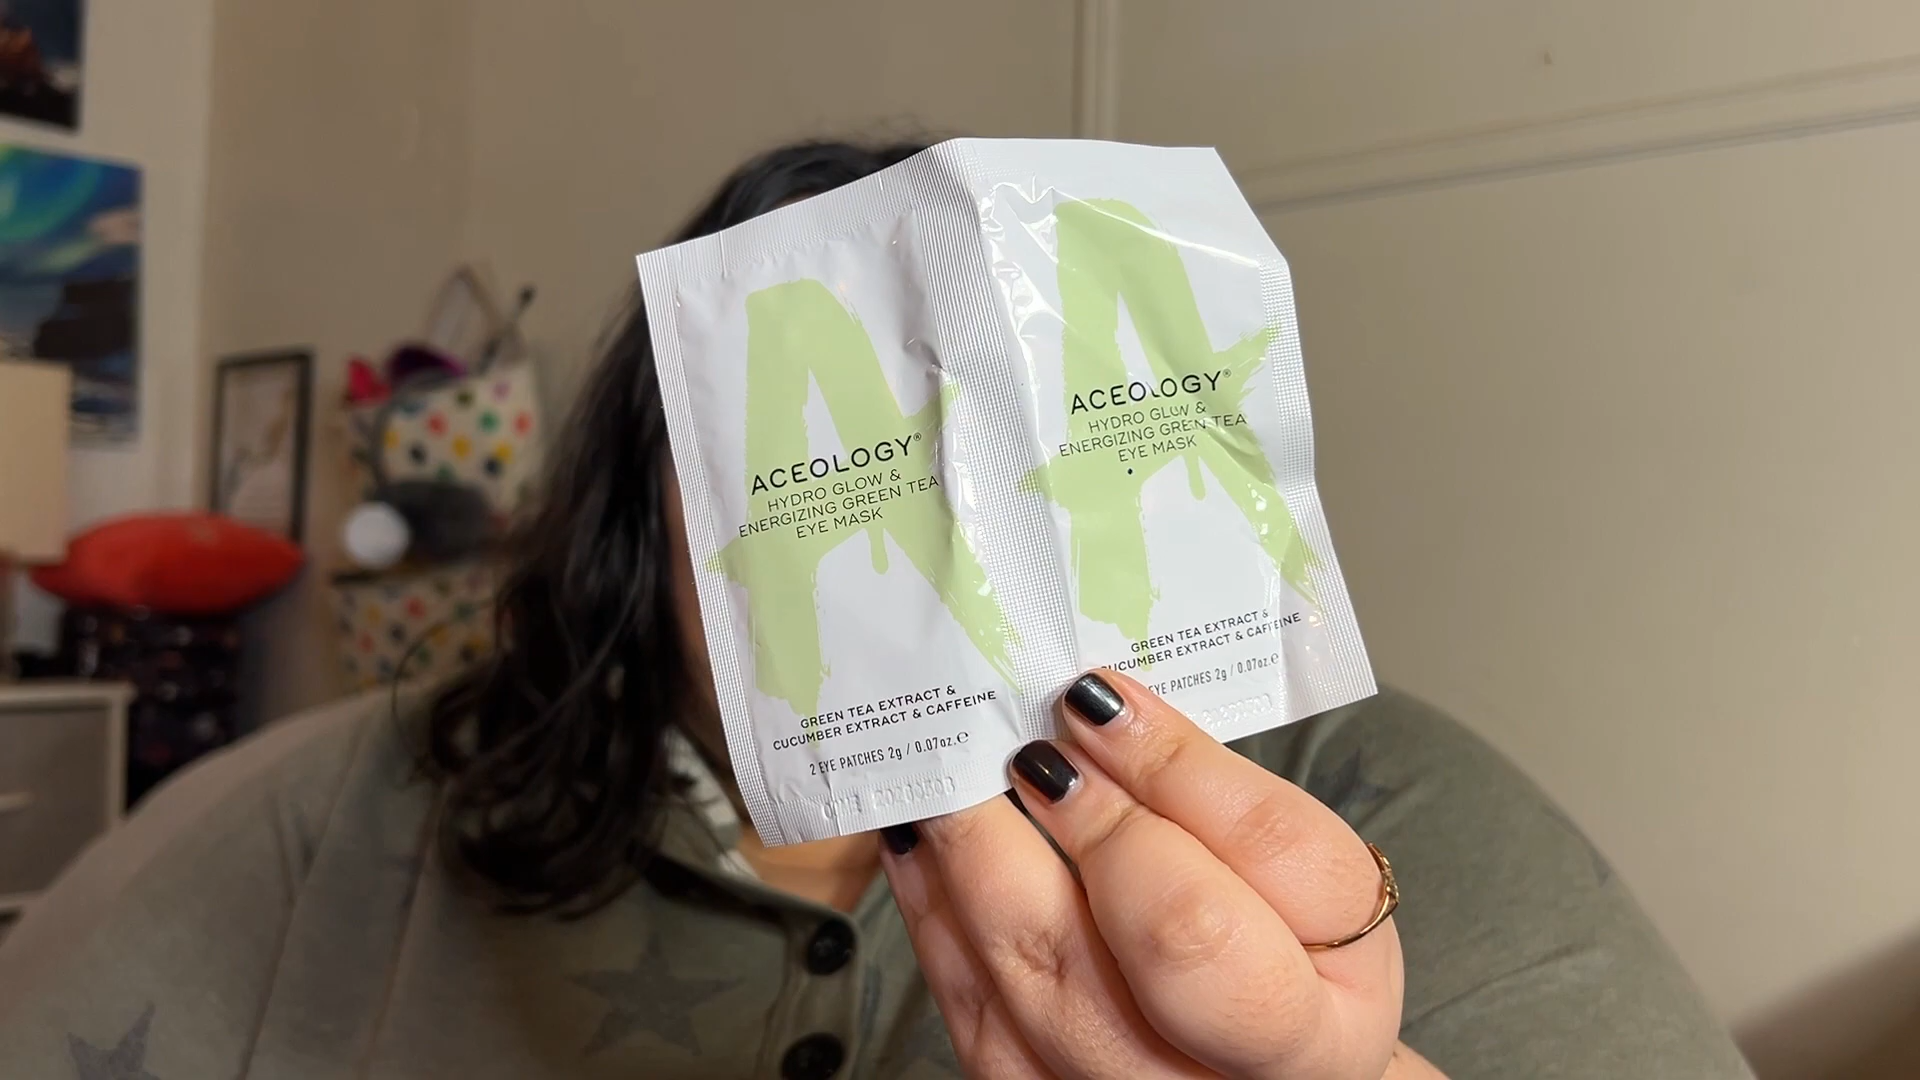 ACEOLOGY®
HYDRO GLOW &
ENERGIZING GREEN TEA
EYE MASK
GREEN TEA EXTRACT &
CUCUMBER EXTRACT & CAFFEINE
2 EYE PATCHES 2g / 0.07oz.℮
ACEOLOGY®
HYDRO GLOW &
ENERGIZING GREEN TEA
EYE MASK
GREEN TEA EXTRACT &
CUCUMBER EXTRACT & CAFFEINE
EYE PATCHES 2g / 0.07oz.℮